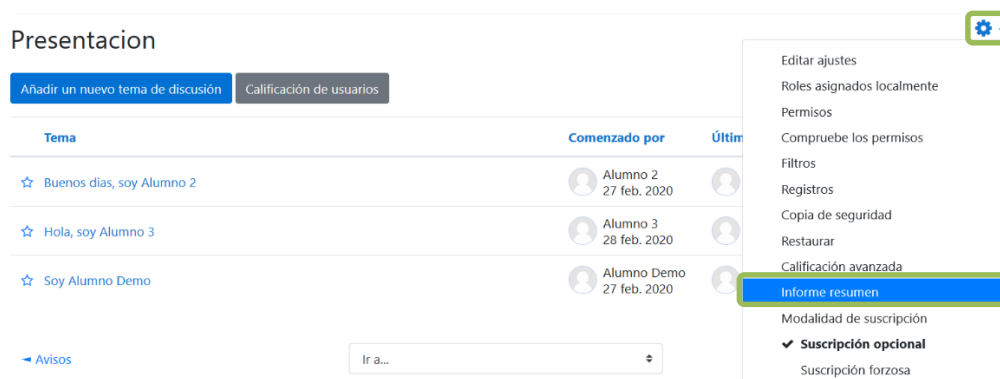 Presentacion
Añadir un nuevo tema de discusión
Calificación de usuarios
Tema
Comenzado por
Buenos dias, soy Alumno 2
Alumno 2
27 feb. 2020
Hola, soy Alumno 3
Alumno 3
28 feb. 2020
Soy Alumno Demo
Alumno Demo
27 feb. 2020
◄ Avisos
Ir a...
Editar ajustes
Roles asignados localmente
Permisos
Compruebe los permisos
Filtros
Registros
Copia de seguridad
Restaurar
Calificación avanzada
Informe resumen
Modalidad de suscripción
Suscripción opcional
Suscripción forzosa